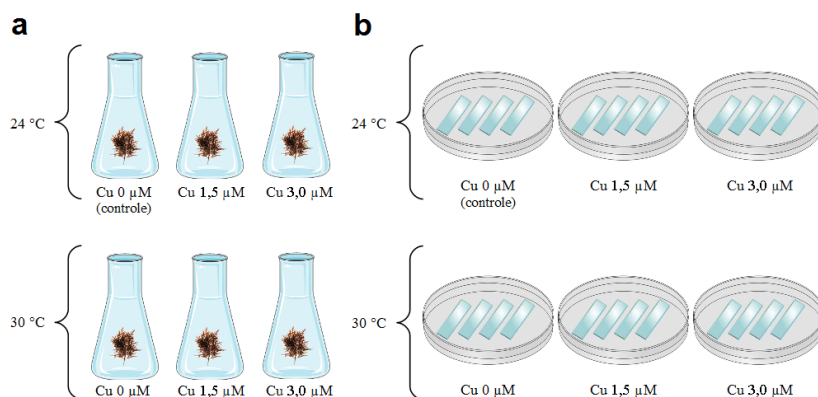 a
24 °C
Cu 0 µM
(controle)
Cu 1,5 µM
Cu 3,0 µM
30 °C
Cu 0 µM
Cu 1,5 µM
Cu 3,0 µM
b
24 °C
Cu 0 µM
(controle)
Cu 1,5 µM
Cu 3,0 µM
30 °C
Cu 0 µM
Cu 1,5 µM
Cu 3,0 µM